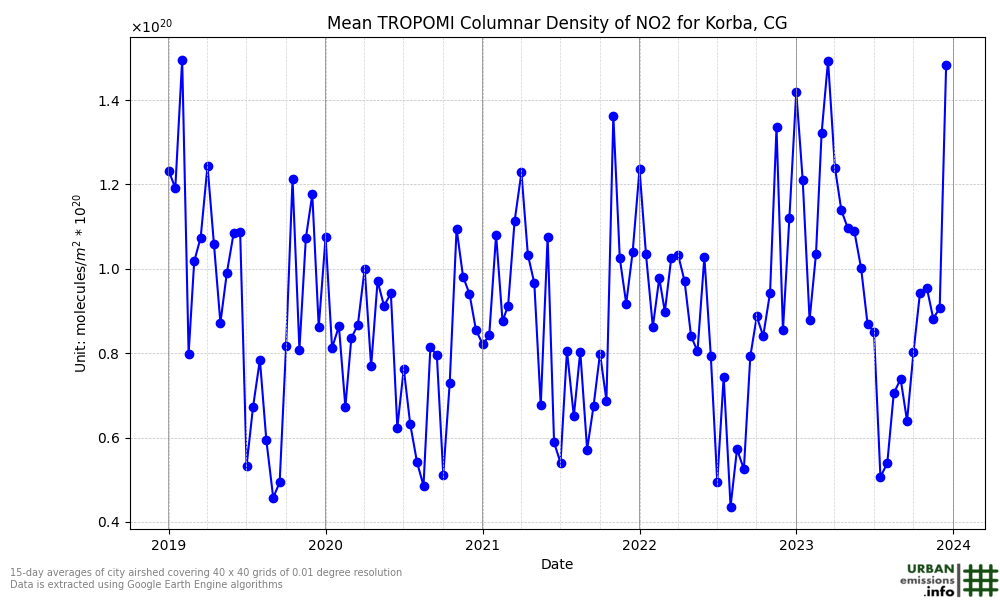 Mean TROPOMI Columnar Density of NO2 for Korba, CG
×10²⁰
1.4
1.2
1.0
0.8
0.6
0.4
Unit: molecules/m² * 10²⁰
2019 2020 2021 2022 2023 2024
Date
15-day averages of city airshed covering 40 x 40 grids of 0.01 degree resolution
Data is extracted using Google Earth Engine algorithms
URBAN
emissions
.info